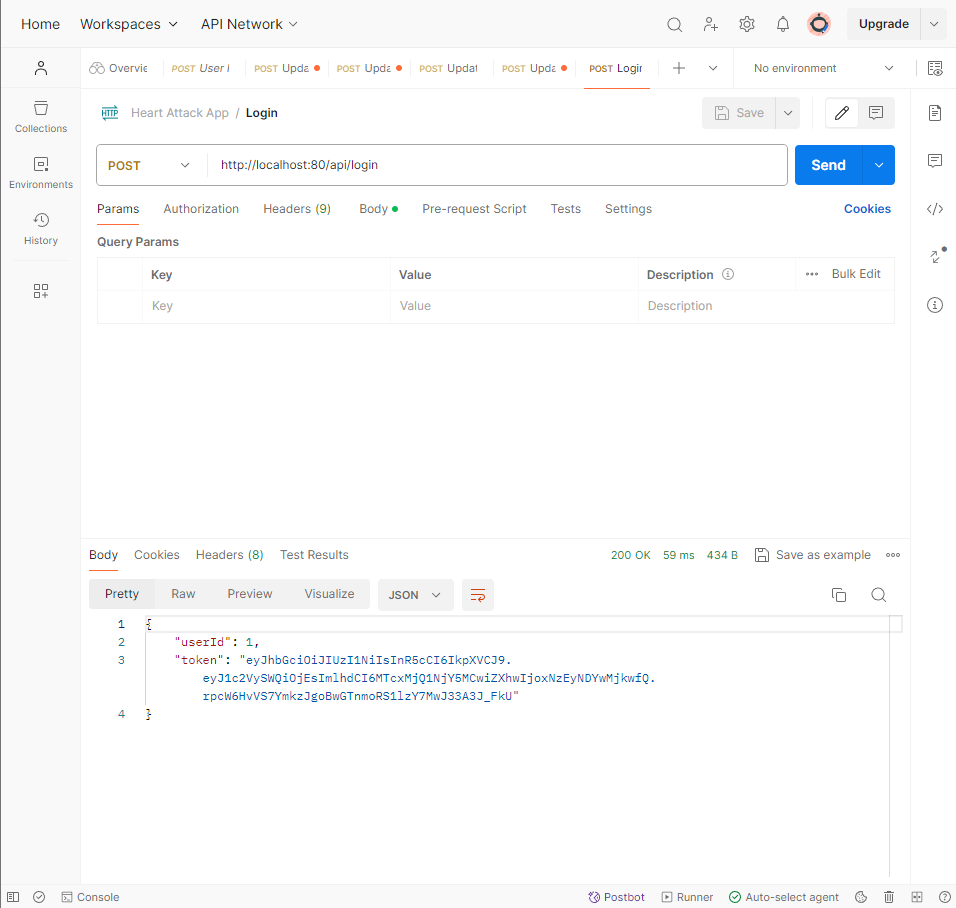 Home Workspaces API Network Upgrade
Overvie POST User I POST Upda POST Upda POST Updat POST Upda POST Login No environment
HTTP Heart Attack App / Login Save
Collections
Environments
History
POST http://localhost:80/api/login Send
Params Authorization Headers (9) Body Pre-request Script Tests Settings Cookies
Query Params
Key Value Description Bulk Edit
Key Value Description
Body Cookies Headers (8) Test Results 200 OK 59 ms 434 B Save as example
Pretty Raw Preview Visualize JSON
1 {
2 "userId": 1,
3 "token": "eyJhbGciOiJIUzI1NiIsInR5cCI6IkpXVCJ9.
eyJ1c2VySWQiOjEsImlhdCI6MTcxMjQ1NjY5MCwiZXhwIjoxNzEyNDYwMjkwfQ.
rpcW6HvVS7YmkzJgoBwGTnmoRS1lzY7MwJ33A3J_FkU"
4 }
Console Postbot Runner Auto-select agent